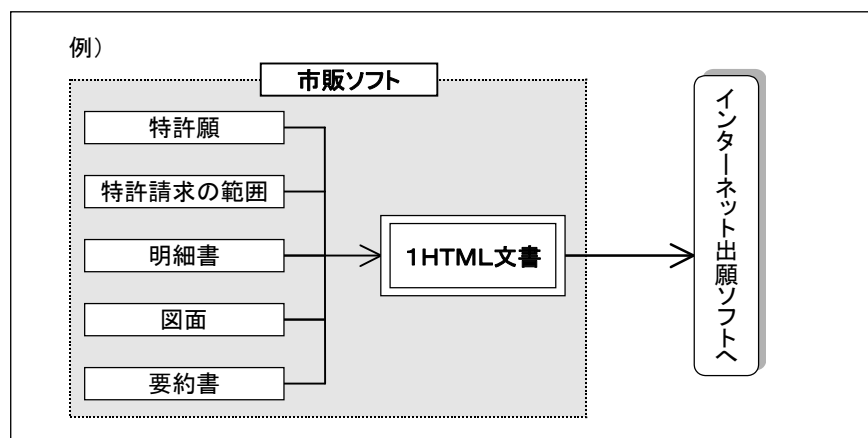 例）
市販ソフト
特許願
特許請求の範囲
明細書
図面
要約書
１ＨＴＭＬ文書
インターネット出願ソフトへ